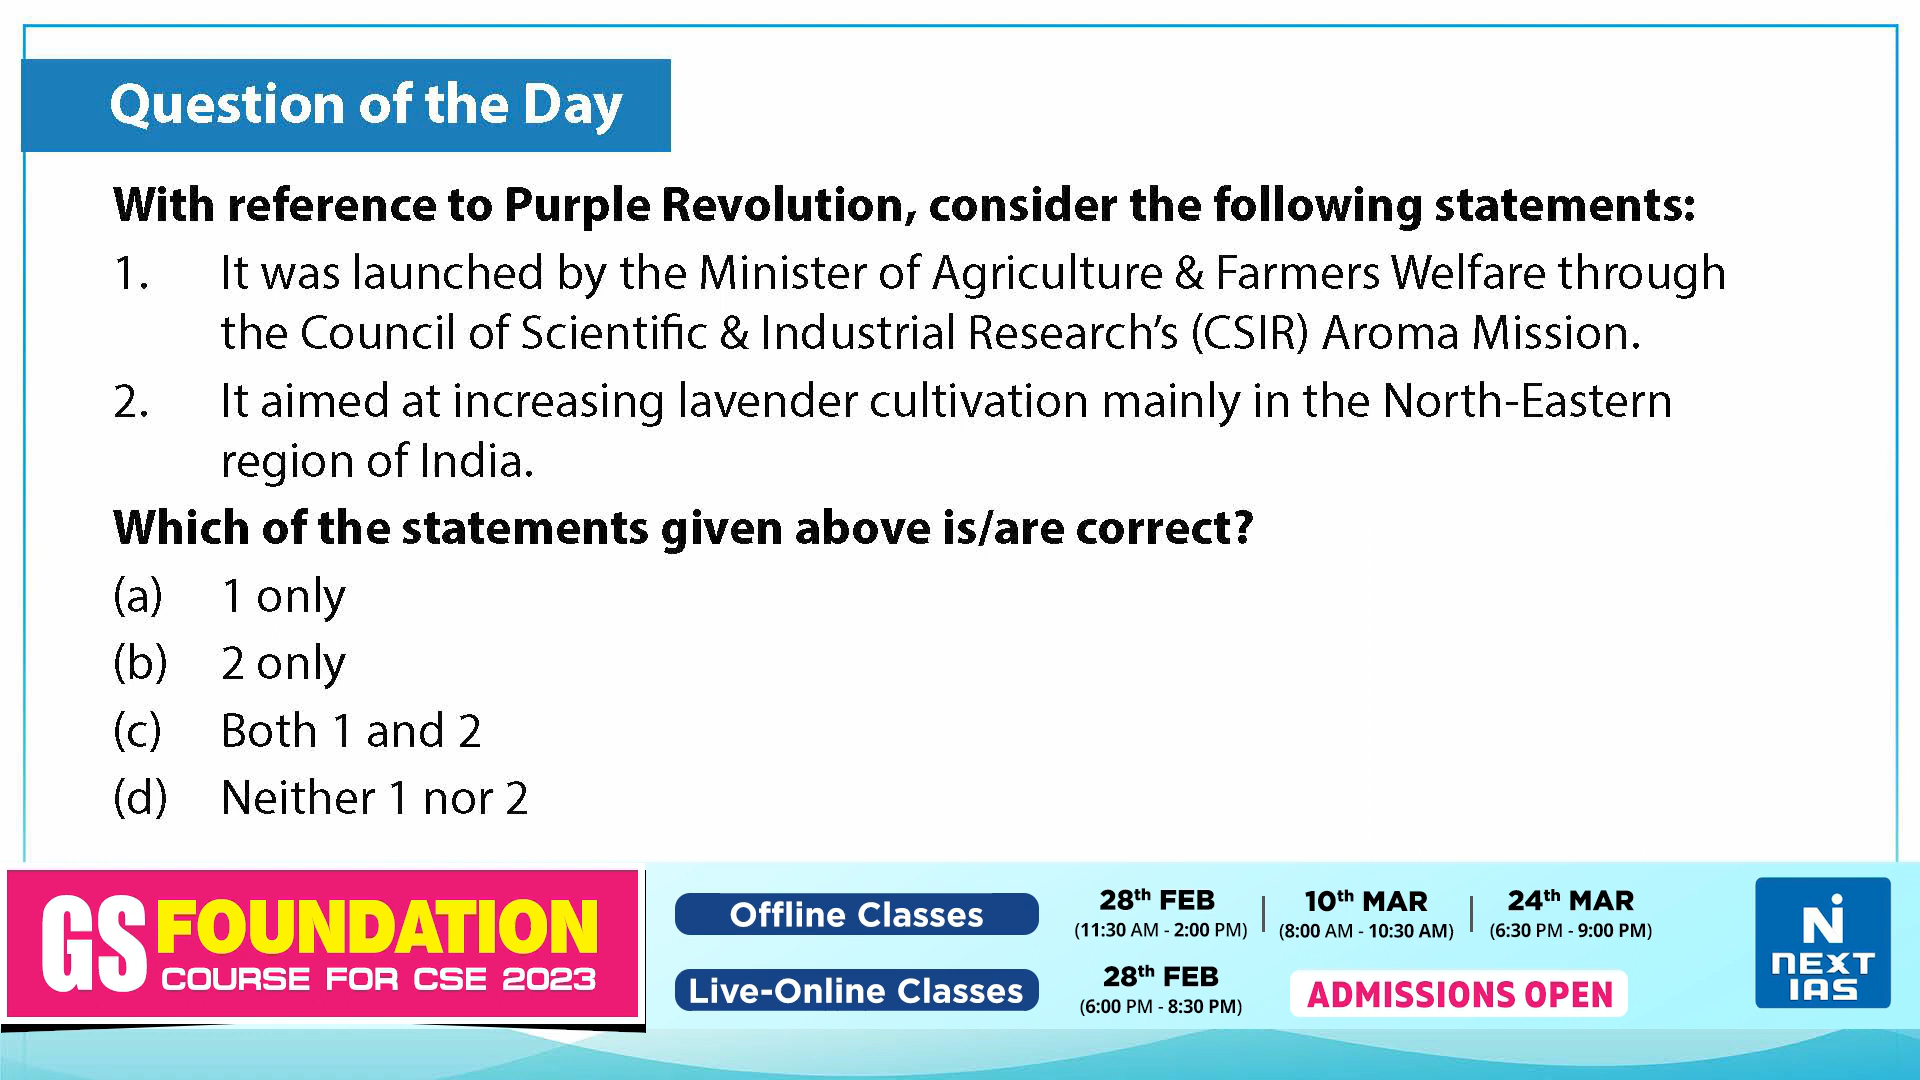 Question of the Day
With reference to Purple Revolution, consider the following statements:
1. It was launched by the Minister of Agriculture & Farmers Welfare through
the Council of Scientific & Industrial Research's (CSIR) Aroma Mission.
2. It aimed at increasing lavender cultivation mainly in the North-Eastern
region of India.
Which of the statements given above is/are correct?
(a) 1 only
(b) 2 only
(c) Both 1 and 2
(d) Neither 1 nor 2
GS FOUNDATION
COURSE FOR CSE 2023
Offline Classes
28th FEB
(11:30 AM - 2:00 PM)
10th MAR
(8:00 AM - 10:30 AM)
24th MAR
(6:30 PM - 9:00 PM)
Live-Online Classes
28th FEB
(6:00 PM - 8:30 PM)
ADMISSIONS OPEN
N
NEXT
IAS